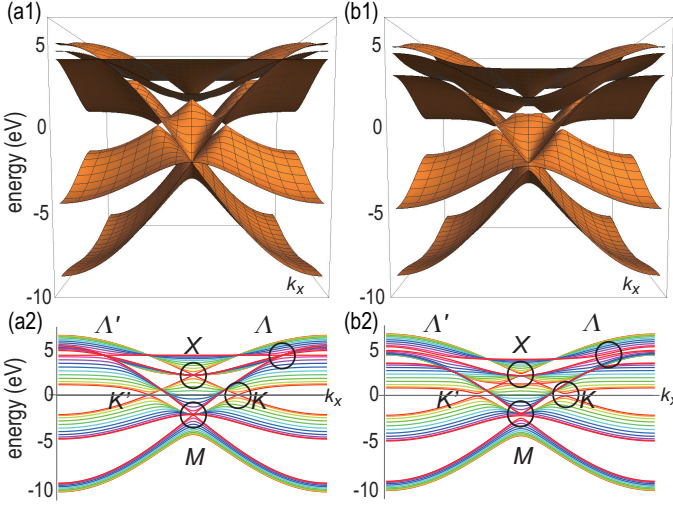 (a1)
(b1)
5
0
-5
-10
energy (eV)
k_x
5
0
-5
-10
k_x
(a2)
(b2)
Λ'
X
Λ
K'
K
M
k_x
5
0
-5
-10
energy (eV)
Λ'
X
Λ
K'
K
M
k_x
5
0
-5
-10